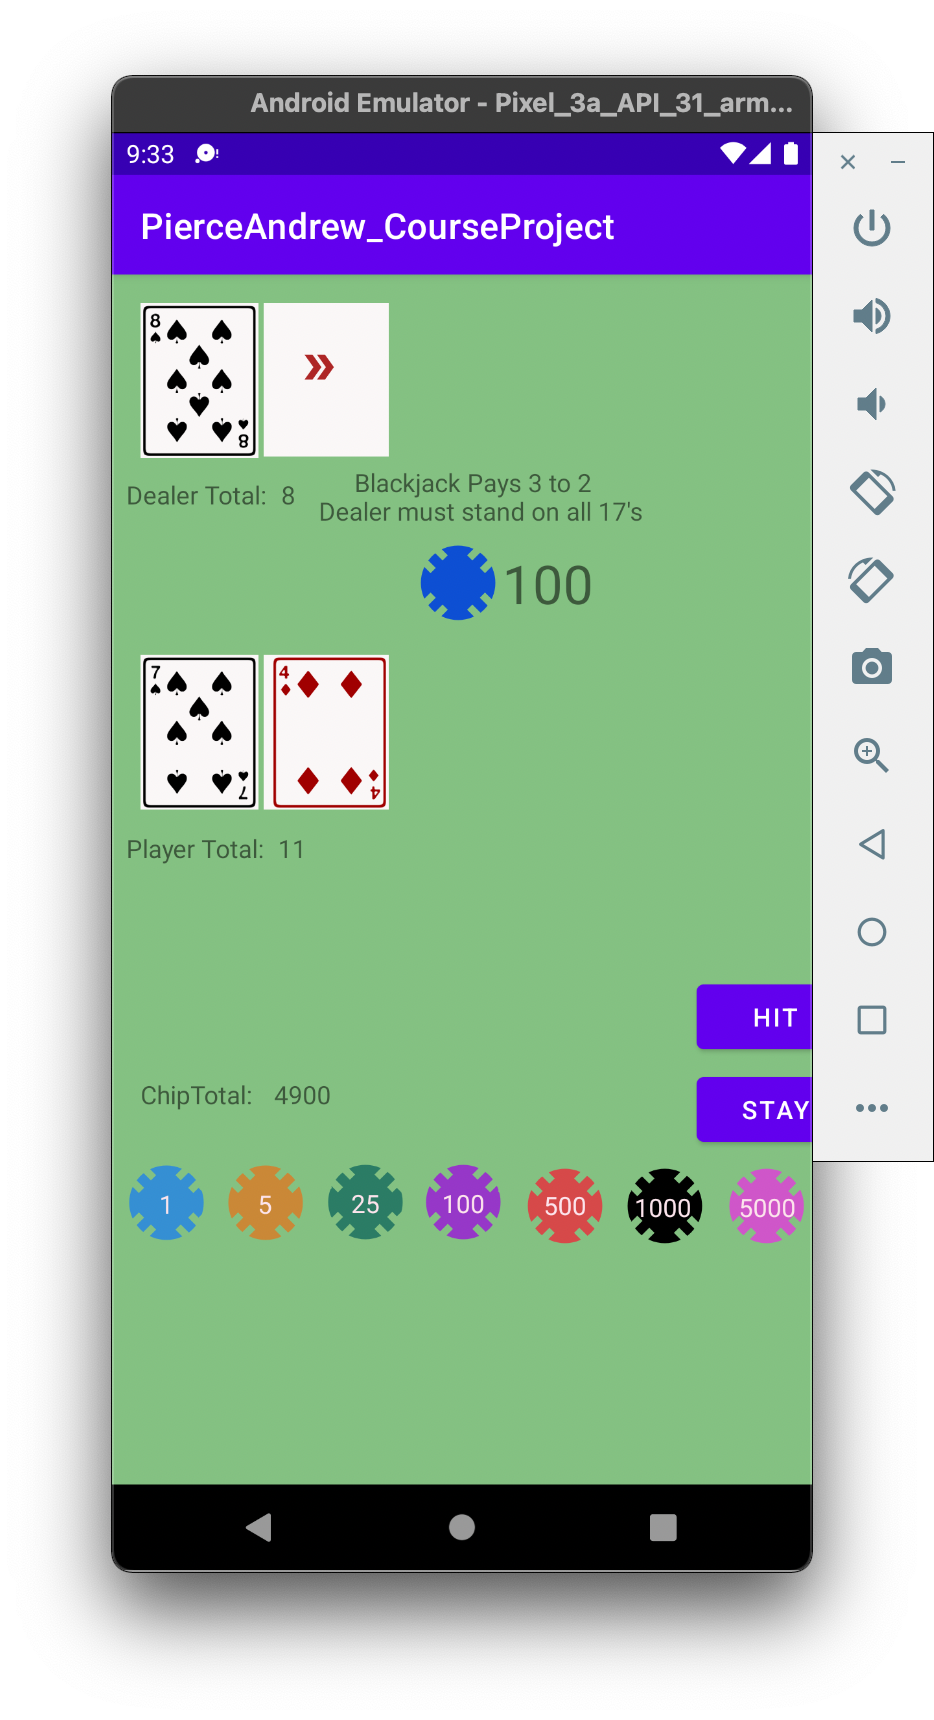 Android Emulator - Pixel_3a_API_31_arm...
9:33
PierceAndrew_CourseProject
8
8
Dealer Total: 8
Blackjack Pays 3 to 2
Dealer must stand on all 17's
100
7
4
7
4
Player Total: 11
HIT
ChipTotal: 4900
STAY
1 5 25 100 500 1000 5000